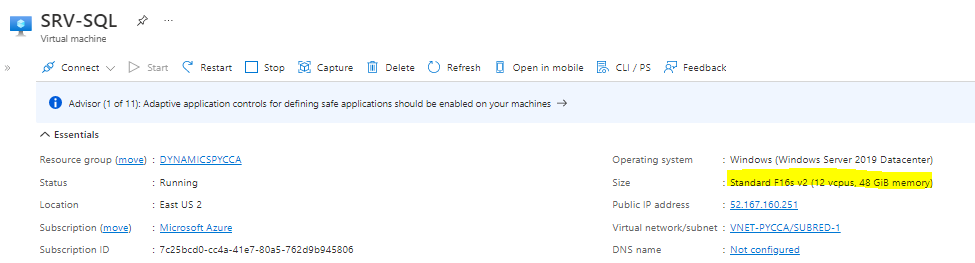 SRV-SQL ...
Virtual machine
» Connect Start Restart Stop Capture Delete Refresh Open in mobile CLI / PS Feedback
Advisor (1 of 11): Adaptive application controls for defining safe applications should be enabled on your machines →
Essentials
Resource group (move) : DYNAMICSPYCCA
Status : Running
Location : East US 2
Subscription (move) : Microsoft Azure
Subscription ID : 7c25bcd0-cc4a-41e7-80a5-762d9b945806
Operating system : Windows (Windows Server 2019 Datacenter)
Size : Standard F16s v2 (12 vcpus, 48 GiB memory)
Public IP address : 52.167.160.251
Virtual network/subnet : VNET-PYCCA/SUBRED-1
DNS name : Not configured